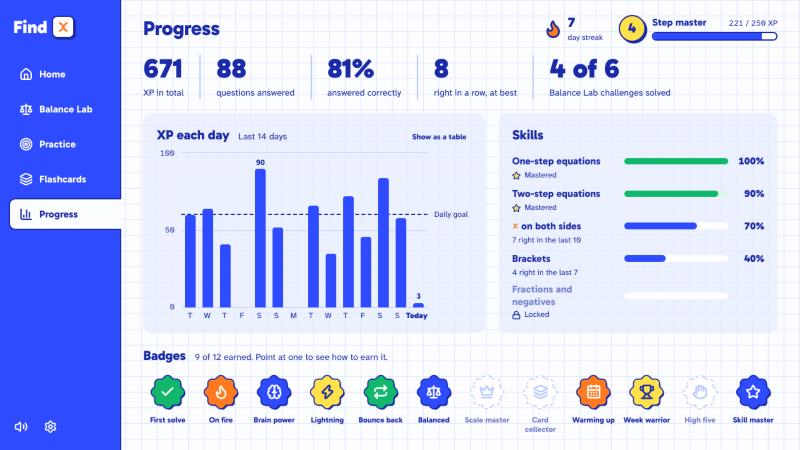 Find X
Home
Balance Lab
Practice
Flashcards
Progress
Progress
7
day streak
4
Step master
221 / 250 XP
671
XP in total
88
questions answered
81%
answered correctly
8
right in a row, at best
4 of 6
Balance Lab challenges solved
XP each day
Last 14 days
Show as a table
100
50
0
90
3
Daily goal
T W T F S S M T W T F S S Today
Skills
One-step equations
100%
Mastered
Two-step equations
90%
Mastered
x on both sides
70%
7 right in the last 10
Brackets
40%
4 right in the last 7
Fractions and
negatives
Locked
Badges
9 of 12 earned. Point at one to see how to earn it.
First solve
On fire
Brain power
Lightning
Bounce back
Balanced
Scale master
Card
collector
Warming up
Week warrior
High five
Skill master